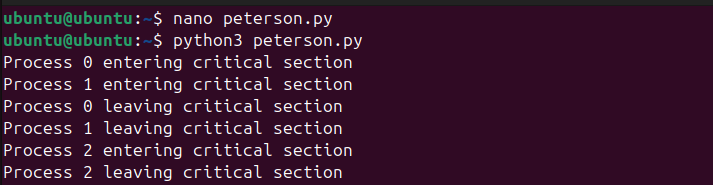 ubuntu@ubuntu:~$ nano peterson.py
ubuntu@ubuntu:~$ python3 peterson.py
Process 0 entering critical section
Process 1 entering critical section
Process 0 leaving critical section
Process 1 leaving critical section
Process 2 entering critical section
Process 2 leaving critical section